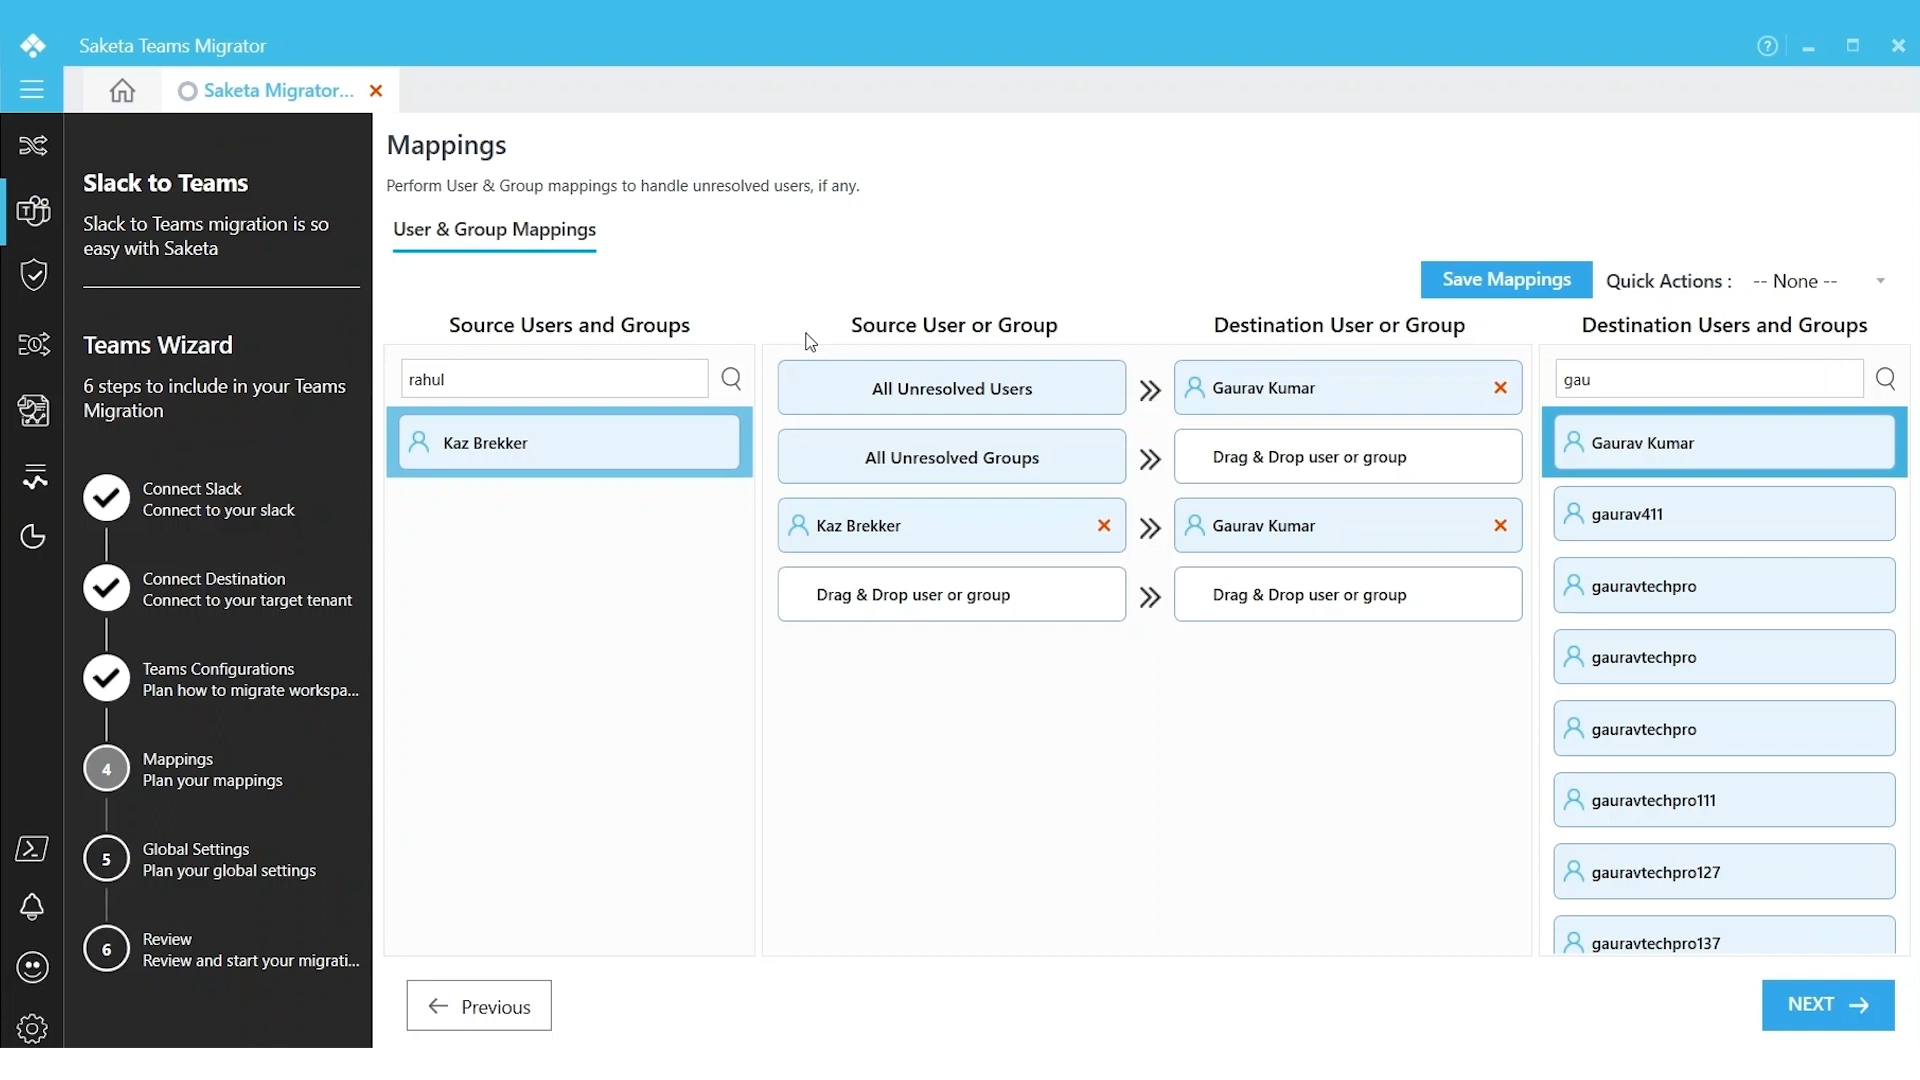 Saketa Teams Migrator
Saketa Migrator...
Slack to Teams
Slack to Teams migration is so
easy with Saketa
Teams Wizard
6 steps to include in your Teams
Migration
Connect Slack
Connect to your slack
Connect Destination
Connect to your target tenant
Teams Configurations
Plan how to migrate workspa...
4
Mappings
Plan your mappings
5
Global Settings
Plan your global settings
6
Review
Review and start your migrati...
Mappings
Perform User & Group mappings to handle unresolved users, if any.
User & Group Mappings
Save Mappings
Quick Actions :
-- None --
Source Users and Groups
rahul
Kaz Brekker
Source User or Group
Destination User or Group
All Unresolved Users
Gaurav Kumar
All Unresolved Groups
Drag & Drop user or group
Kaz Brekker
Gaurav Kumar
Drag & Drop user or group
Drag & Drop user or group
Destination Users and Groups
gau
Gaurav Kumar
gaurav411
gauravtechpro
gauravtechpro
gauravtechpro
gauravtechpro111
gauravtechpro127
gauravtechpro137
Previous
NEXT